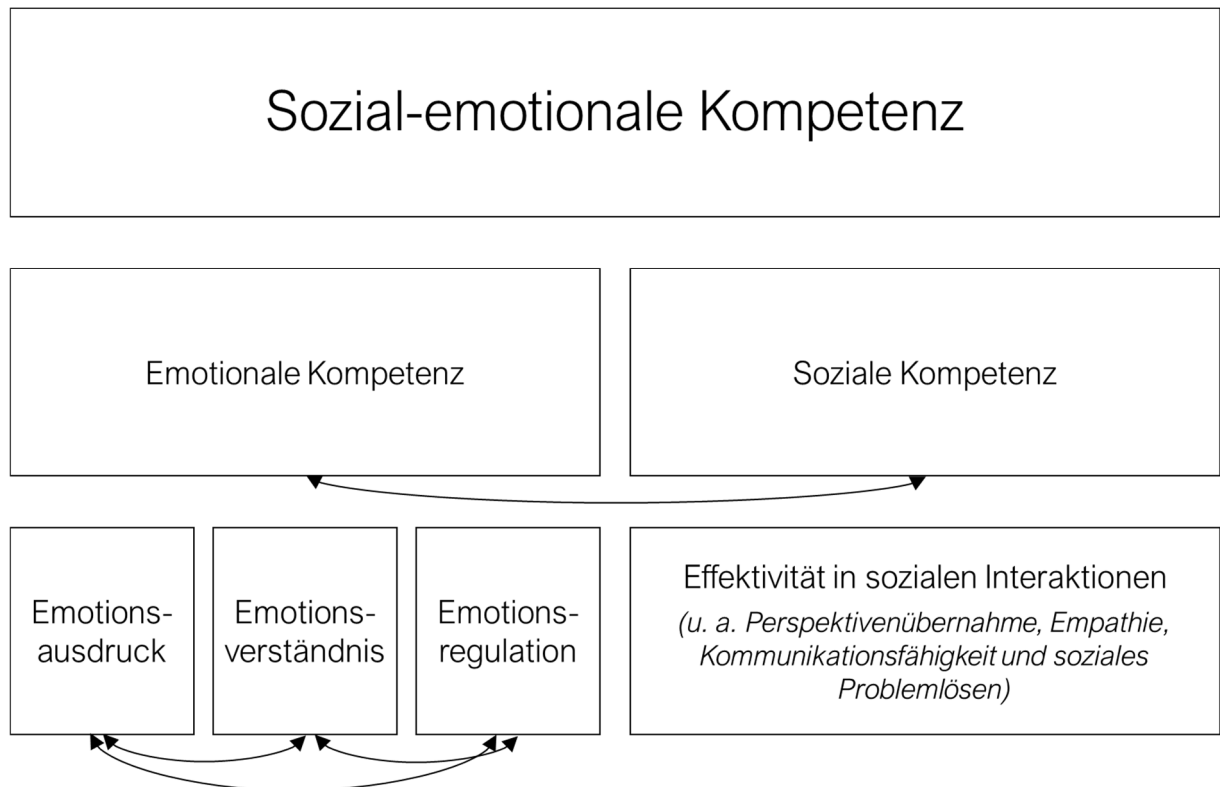 Sozial-emotionale Kompetenz
Emotionale Kompetenz
Soziale Kompetenz
Emotions-
ausdruck
Emotions-
verständnis
Emotions-
regulation
Effektivität in sozialen Interaktionen
(u. a. Perspektivenübernahme, Empathie,
Kommunikationsfähigkeit und soziales
Problemlösen)